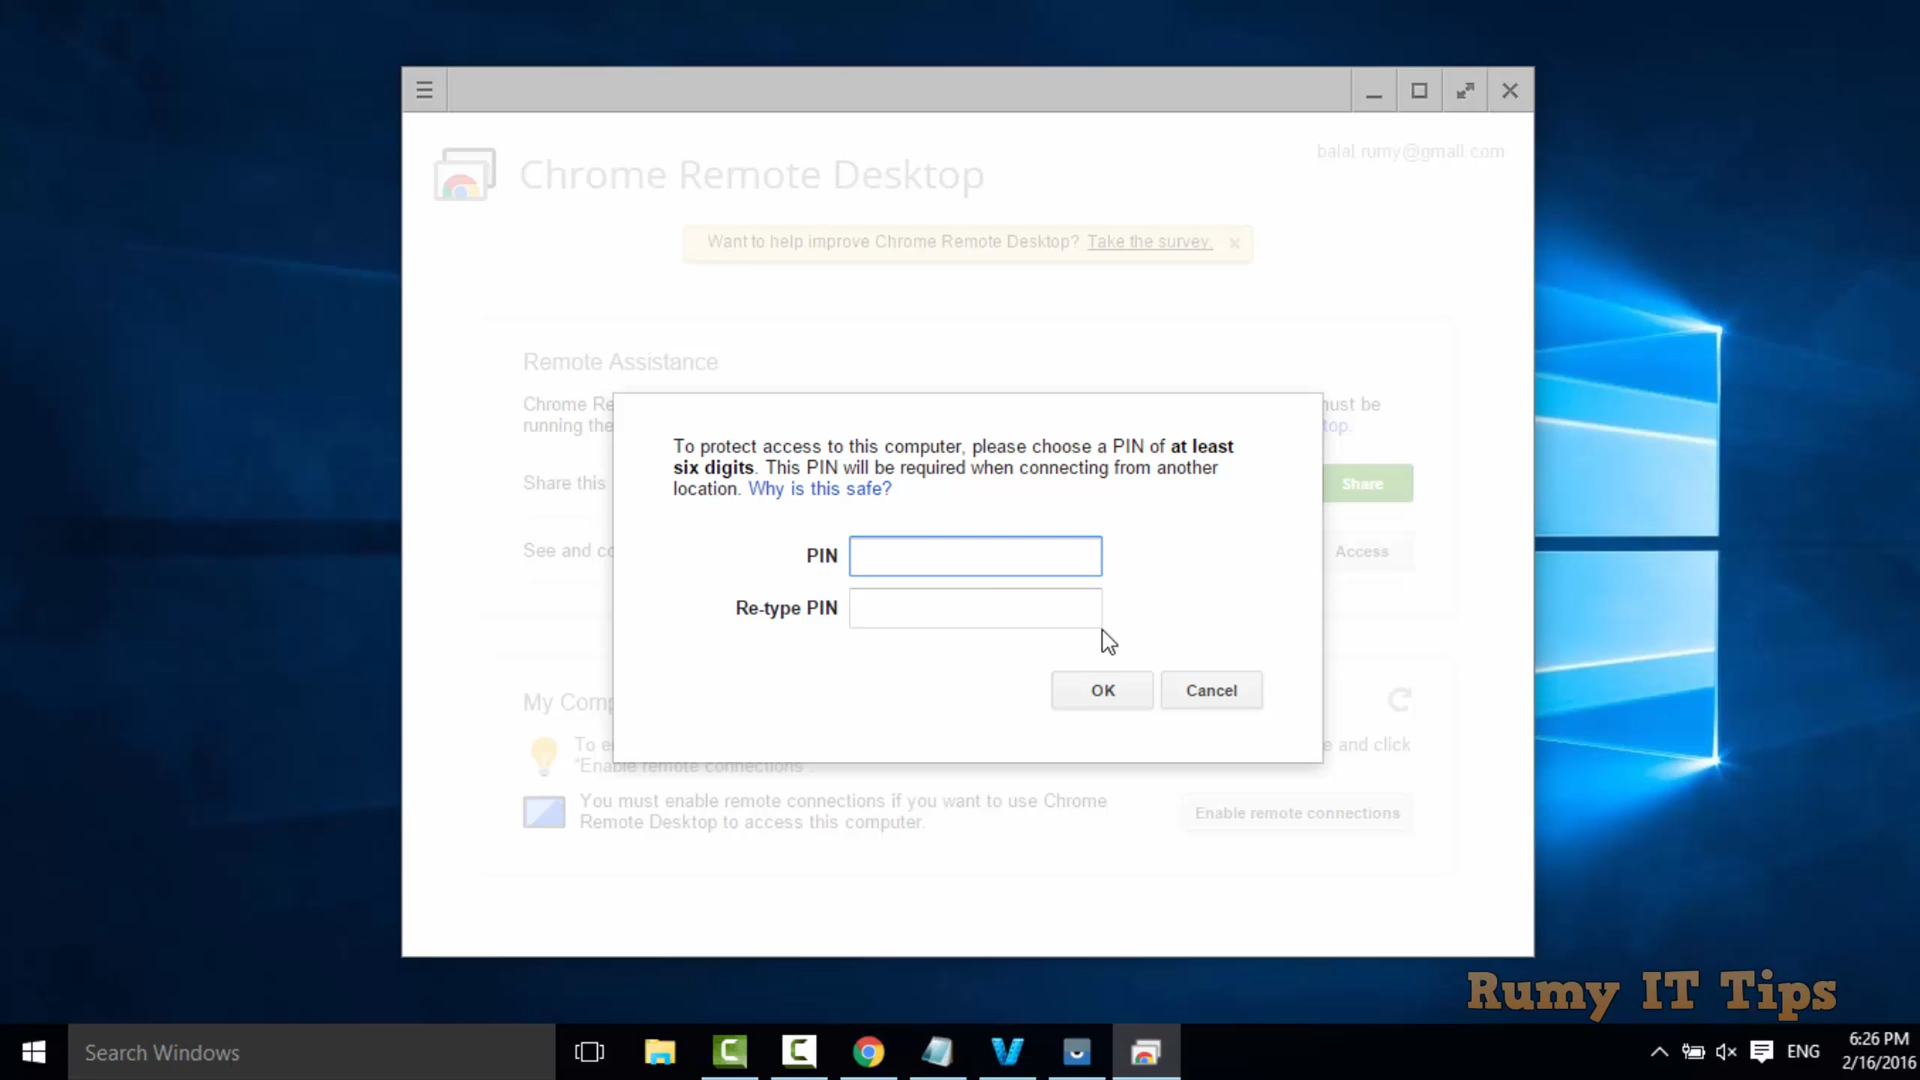 Chrome Remote Desktop
balal.rumy@gmail.com
Want to help improve Chrome Remote Desktop? Take the survey. ×
Remote Assistance
Chrome Re
ust be
running the
top.
Share this
Share
See and co
Access
To protect access to this computer, please choose a PIN of at least
six digits. This PIN will be required when connecting from another
location. Why is this safe?
PIN
Re-type PIN
OK
Cancel
My Comp
To e
e and click
"Enable remote connections".
You must enable remote connections if you want to use Chrome
Remote Desktop to access this computer.
Enable remote connections
Rumy IT Tips
Search Windows
ENG
6:26 PM
2/16/2016